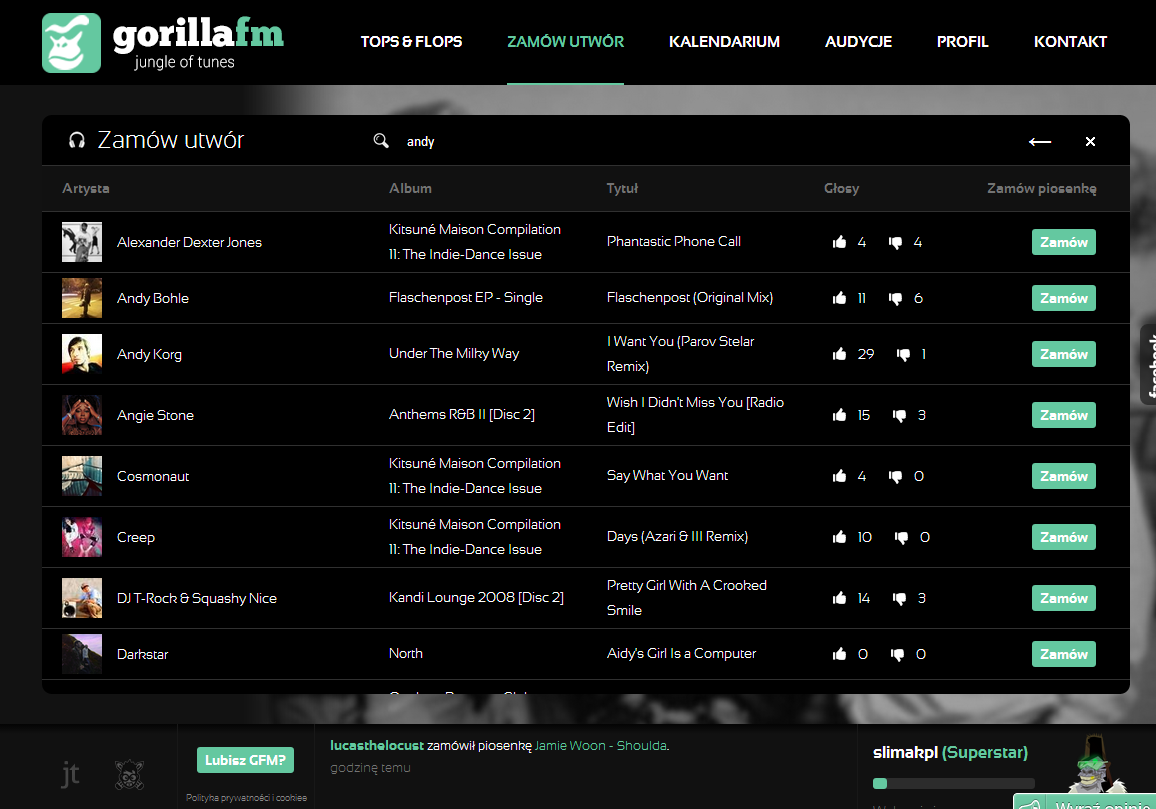 gorillafm
jungle of tunes
TOPS & FLOPS
ZAMÓW UTWÓR
KALENDARIUM
AUDYCJE
PROFIL
KONTAKT
Zamów utwór
andy
Artysta
Album
Tytuł
Głosy
Zamów piosenkę
Alexander Dexter Jones
Kitsuné Maison Compilation
11: The Indie-Dance Issue
Phantastic Phone Call
4
4
Zamów
Andy Bohle
Flaschenpost EP - Single
Flaschenpost (Original Mix)
11
6
Zamów
Andy Korg
Under The Milky Way
I Want You (Parov Stelar
Remix)
29
1
Zamów
Angie Stone
Anthems R&B II [Disc 2]
Wish I Didn't Miss You [Radio
Edit]
15
3
Zamów
Cosmonaut
Kitsuné Maison Compilation
11: The Indie-Dance Issue
Say What You Want
4
0
Zamów
Creep
Kitsuné Maison Compilation
11: The Indie-Dance Issue
Days (Azari & III Remix)
10
0
Zamów
DJ T-Rock & Squashy Nice
Kandi Lounge 2008 [Disc 2]
Pretty Girl With A Crooked
Smile
14
3
Zamów
Darkstar
North
Aidy's Girl Is a Computer
0
0
Zamów
facebook
jt
Lubisz GFM?
Polityka prywatności i cookies
lucasthelocust zamówił piosenkę Jamie Woon - Shoulda.
godzinę temu
slimakpl (Superstar)
Wyraź opinię